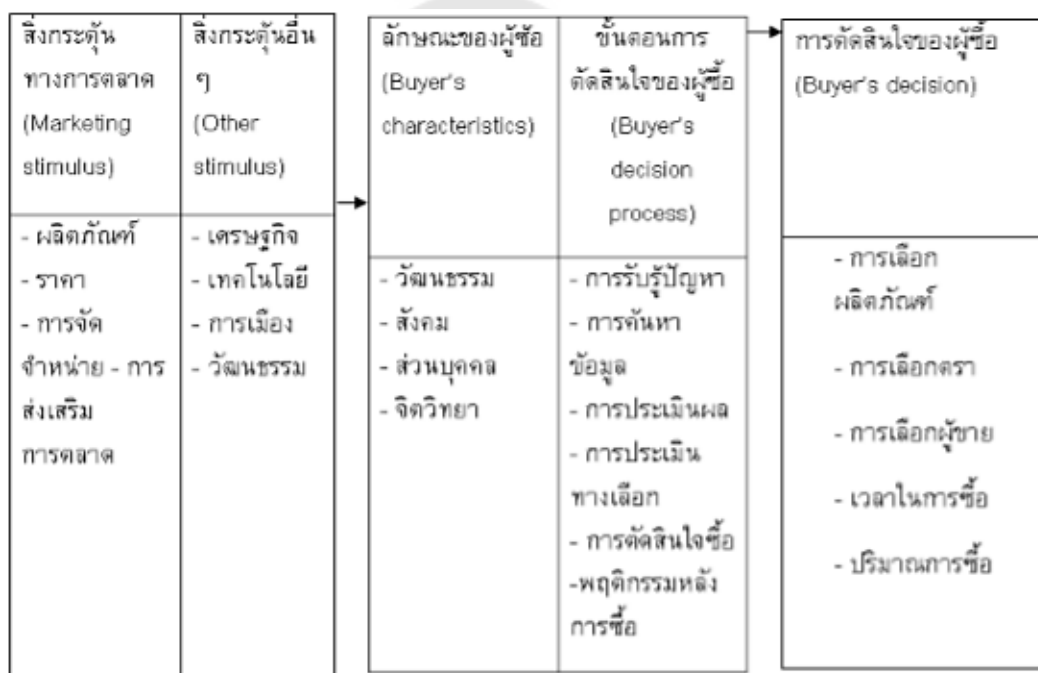 สิ่งกระตุ้น
ทางการตลาด
(Marketing
stimulus)
สิ่งกระตุ้นอื่น
ๆ
(Other
stimulus)
- ผลิตภัณฑ์
- ราคา
- การจัด
จำหน่าย - การ
ส่งเสริม
การตลาด
- เศรษฐกิจ
- เทคโนโลยี
- การเมือง
- วัฒนธรรม
ลักษณะของผู้ซื้อ
(Buyer's
characteristics)
ขั้นตอนการ
ตัดสินใจของผู้ซื้อ
(Buyer's
decision
process)
- วัฒนธรรม
- สังคม
- ส่วนบุคคล
- จิตวิทยา
- การรับรู้ปัญหา
- การค้นหา
ข้อมูล
- การประเมินผล
- การประเมิน
ทางเลือก
- การตัดสินใจซื้อ
-พฤติกรรมหลัง
การซื้อ
การตัดสินใจของผู้ซื้อ
(Buyer's decision)
- การเลือก
ผลิตภัณฑ์
- การเลือกตรา
- การเลือกผู้ขาย
- เวลาในการซื้อ
- ปริมาณการซื้อ